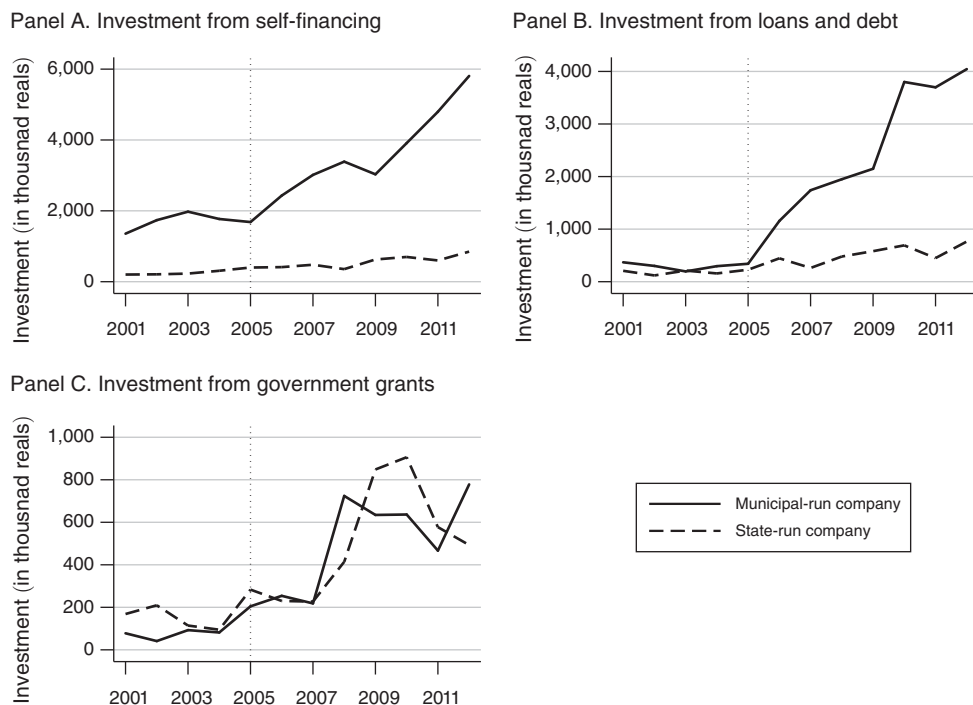 Panel A. Investment from self-financing
Investment (in thousnad reals)
6,000
4,000
2,000
0
2001 2003 2005 2007 2009 2011
Panel B. Investment from loans and debt
Investment (in thousnad reals)
4,000
3,000
2,000
1,000
0
2001 2003 2005 2007 2009 2011
Panel C. Investment from government grants
Investment (in thousnad reals)
1,000
800
600
400
200
0
2001 2003 2005 2007 2009 2011
Municipal-run company
State-run company